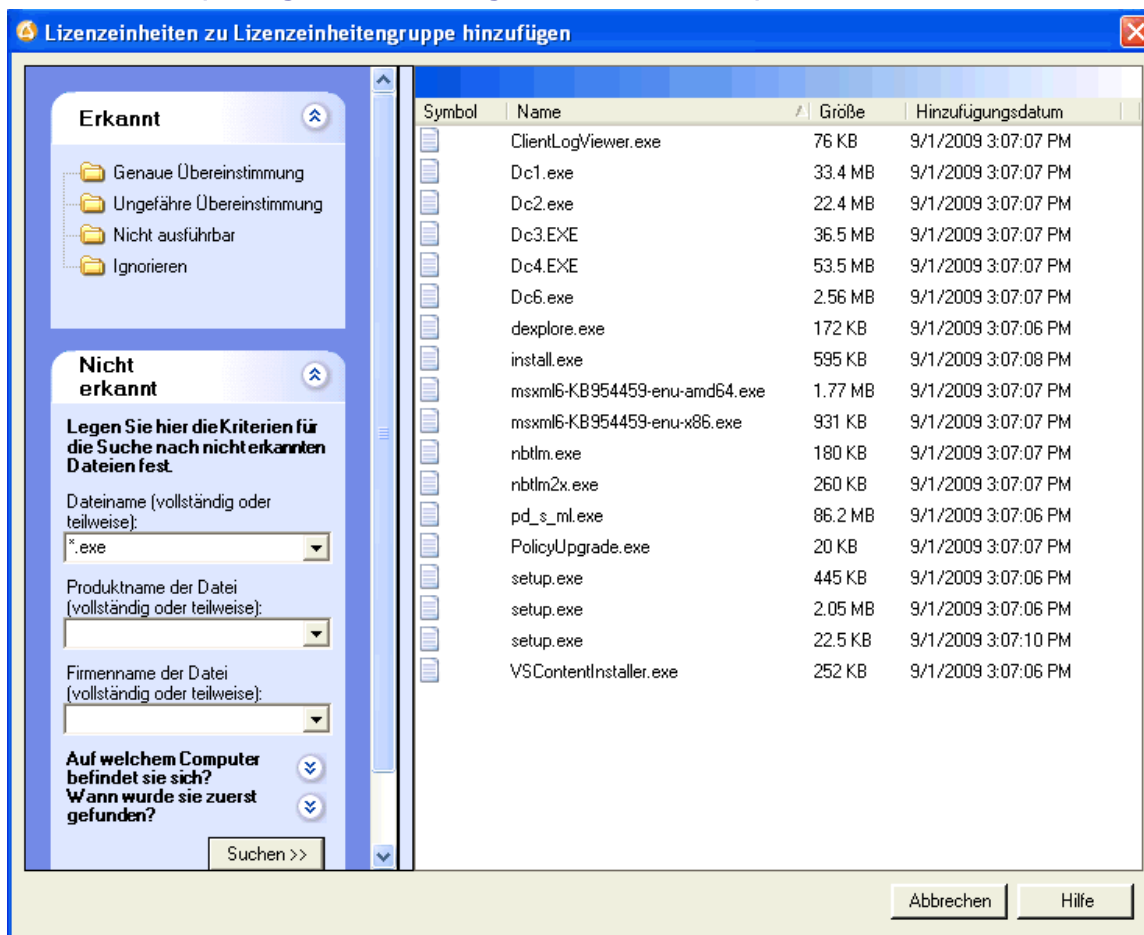 Lizenzeinheiten zu Lizenzeinheitengruppe hinzufügen
Erkannt
Genaue Übereinstimmung
Ungefähre Übereinstimmung
Nicht ausführbar
Ignorieren
Nicht
erkannt
Legen Sie hier die Kriterien für
die Suche nach nicht erkannten
Dateien fest.
Dateiname (vollständig oder
teilweise):
*.exe
Produktname der Datei
(vollständig oder teilweise):
Firmenname der Datei
(vollständig oder teilweise):
Auf welchem Computer
befindet sie sich?
Wann wurde sie zuerst
gefunden?
Suchen >>
Symbol Name Größe Hinzufügungsdatum
ClientLogViewer.exe 76 KB 9/1/2009 3:07:07 PM
Dc1.exe 33.4 MB 9/1/2009 3:07:07 PM
Dc2.exe 22.4 MB 9/1/2009 3:07:07 PM
Dc3.EXE 36.5 MB 9/1/2009 3:07:07 PM
Dc4.EXE 53.5 MB 9/1/2009 3:07:07 PM
Dc6.exe 2.56 MB 9/1/2009 3:07:07 PM
dexplore.exe 172 KB 9/1/2009 3:07:06 PM
install.exe 595 KB 9/1/2009 3:07:08 PM
msxml6-KB954459-enu-amd64.exe 1.77 MB 9/1/2009 3:07:07 PM
msxml6-KB954459-enu-x86.exe 931 KB 9/1/2009 3:07:07 PM
nbtlm.exe 180 KB 9/1/2009 3:07:07 PM
nbtlm2x.exe 260 KB 9/1/2009 3:07:07 PM
pd_s_ml.exe 86.2 MB 9/1/2009 3:07:06 PM
PolicyUpgrade.exe 20 KB 9/1/2009 3:07:07 PM
setup.exe 445 KB 9/1/2009 3:07:06 PM
setup.exe 2.05 MB 9/1/2009 3:07:06 PM
setup.exe 22.5 KB 9/1/2009 3:07:10 PM
VSContentInstaller.exe 252 KB 9/1/2009 3:07:06 PM
Abbrechen Hilfe